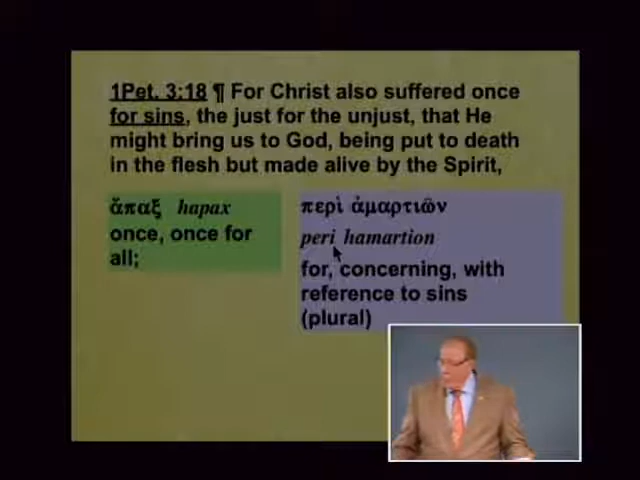 1Pet. 3:18 ¶ For Christ also suffered once
for sins, the just for the unjust, that He
might bring us to God, being put to death
in the flesh but made alive by the Spirit,
ἅπαξ hapax
once, once for
all;
περὶ ἁμαρτιῶν
peri hamartion
for, concerning, with
reference to sins
(plural)